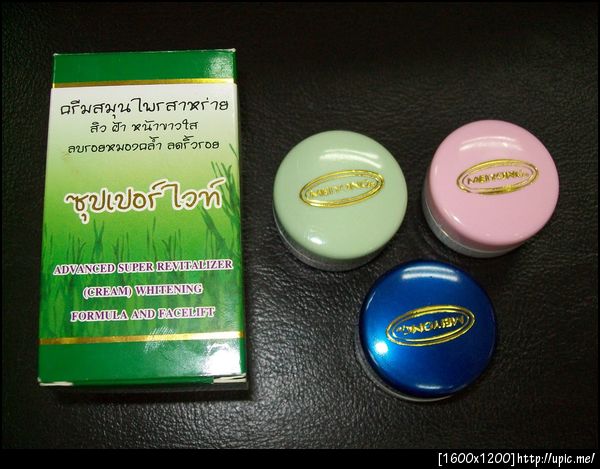 ครีมสมุนไพรสาหร่าย
สิว ฝ้า หน้าขาวใส
ลบรอยหมองคล้ำ ลดริ้วรอย
ซุปเปอร์ไวท์
ADVANCED SUPER REVITALIZER
(CREAM) WHITENING
FORMULA AND FACELIFT
MEIYONG
MEIYONG
MEIYONG
[1600x1200]http://upic.me/